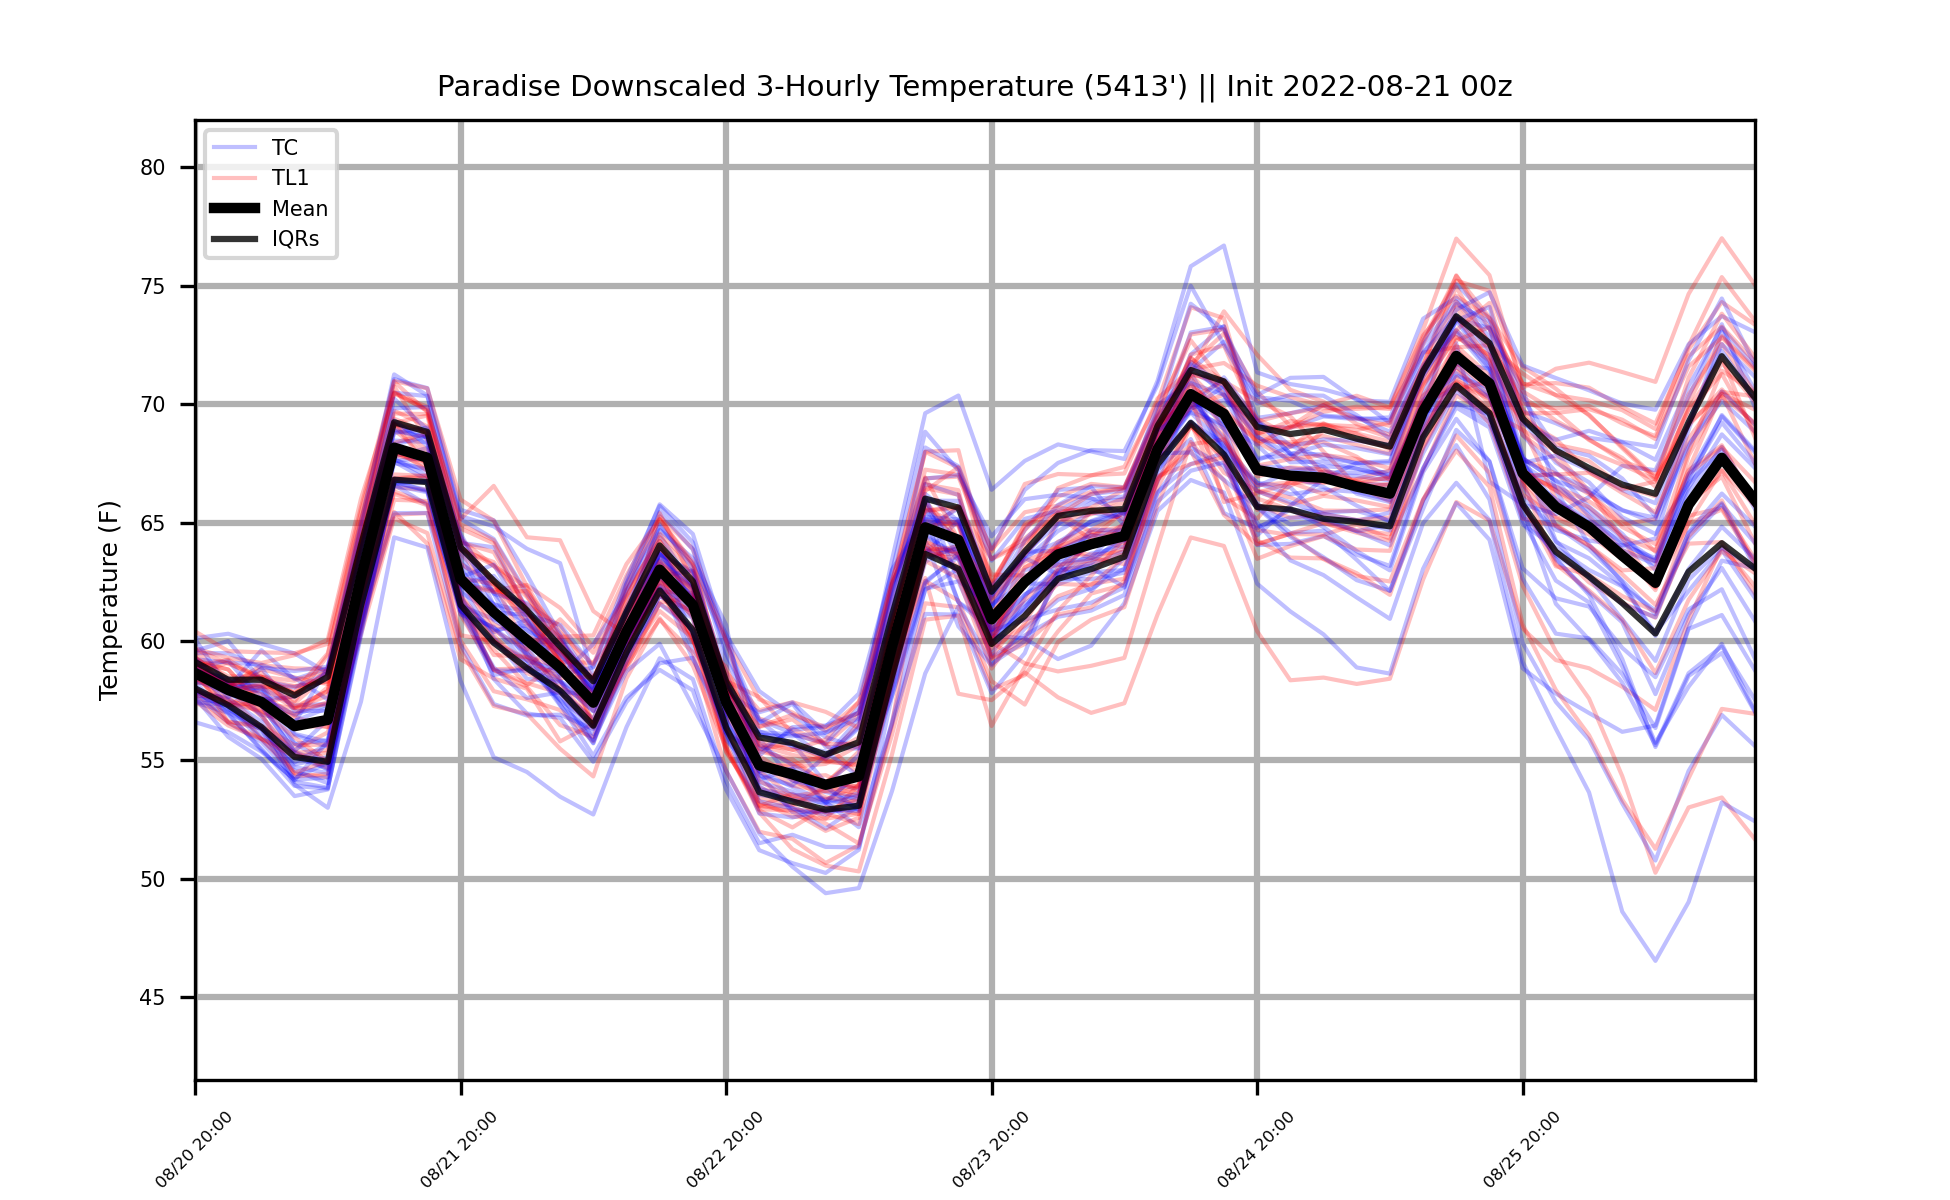 Paradise Downscaled 3-Hourly Temperature (5413') || Init 2022-08-21 00z
TC
TL1
Mean
IQRs
Temperature (F)
80
75
70
65
60
55
50
45
08/20 20:00
08/21 20:00
08/22 20:00
08/23 20:00
08/24 20:00
08/25 20:00